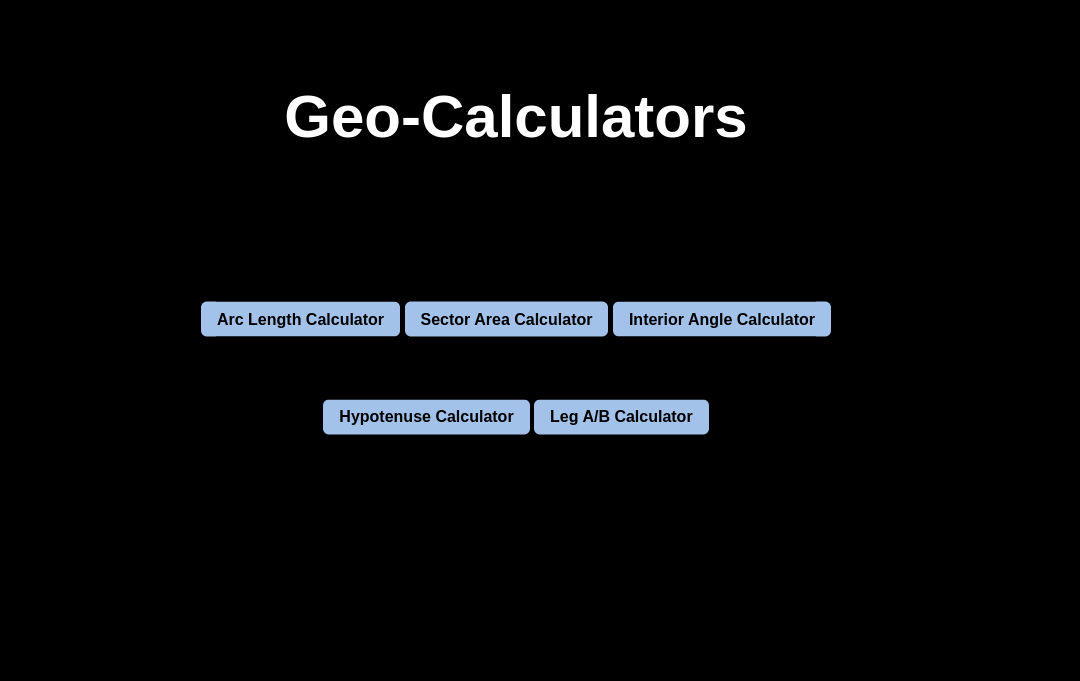 Geo-Calculators
Arc Length Calculator Sector Area Calculator Interior Angle Calculator
Hypotenuse Calculator Leg A/B Calculator